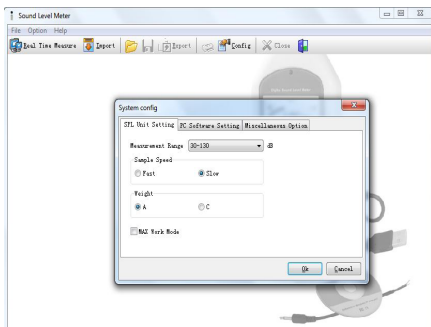 Sound Level Meter
File Option Help
Real Time Measure Import Export Config Close
System config
SPL Unit Setting PC Software Setting Miscellaneous Option
Measurement Range 30-130 dB
Sample Speed
Fast Slow
Weight
A C
MAX Work Mode
Ok Cancel